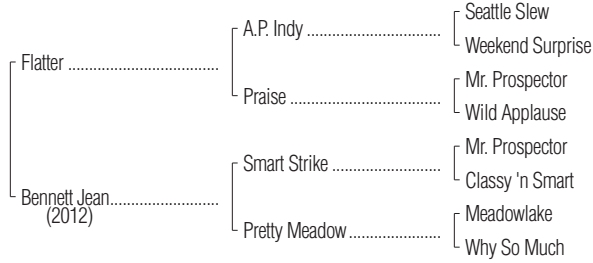 Seattle Slew
A.P. Indy ..............................
Weekend Surprise
Flatter ..................................
Mr. Prospector
Praise ..................................
Wild Applause
Mr. Prospector
Smart Strike ........................
Classy 'n Smart
Bennett Jean........................
(2012)
Meadowlake
Pretty Meadow....................
Why So Much